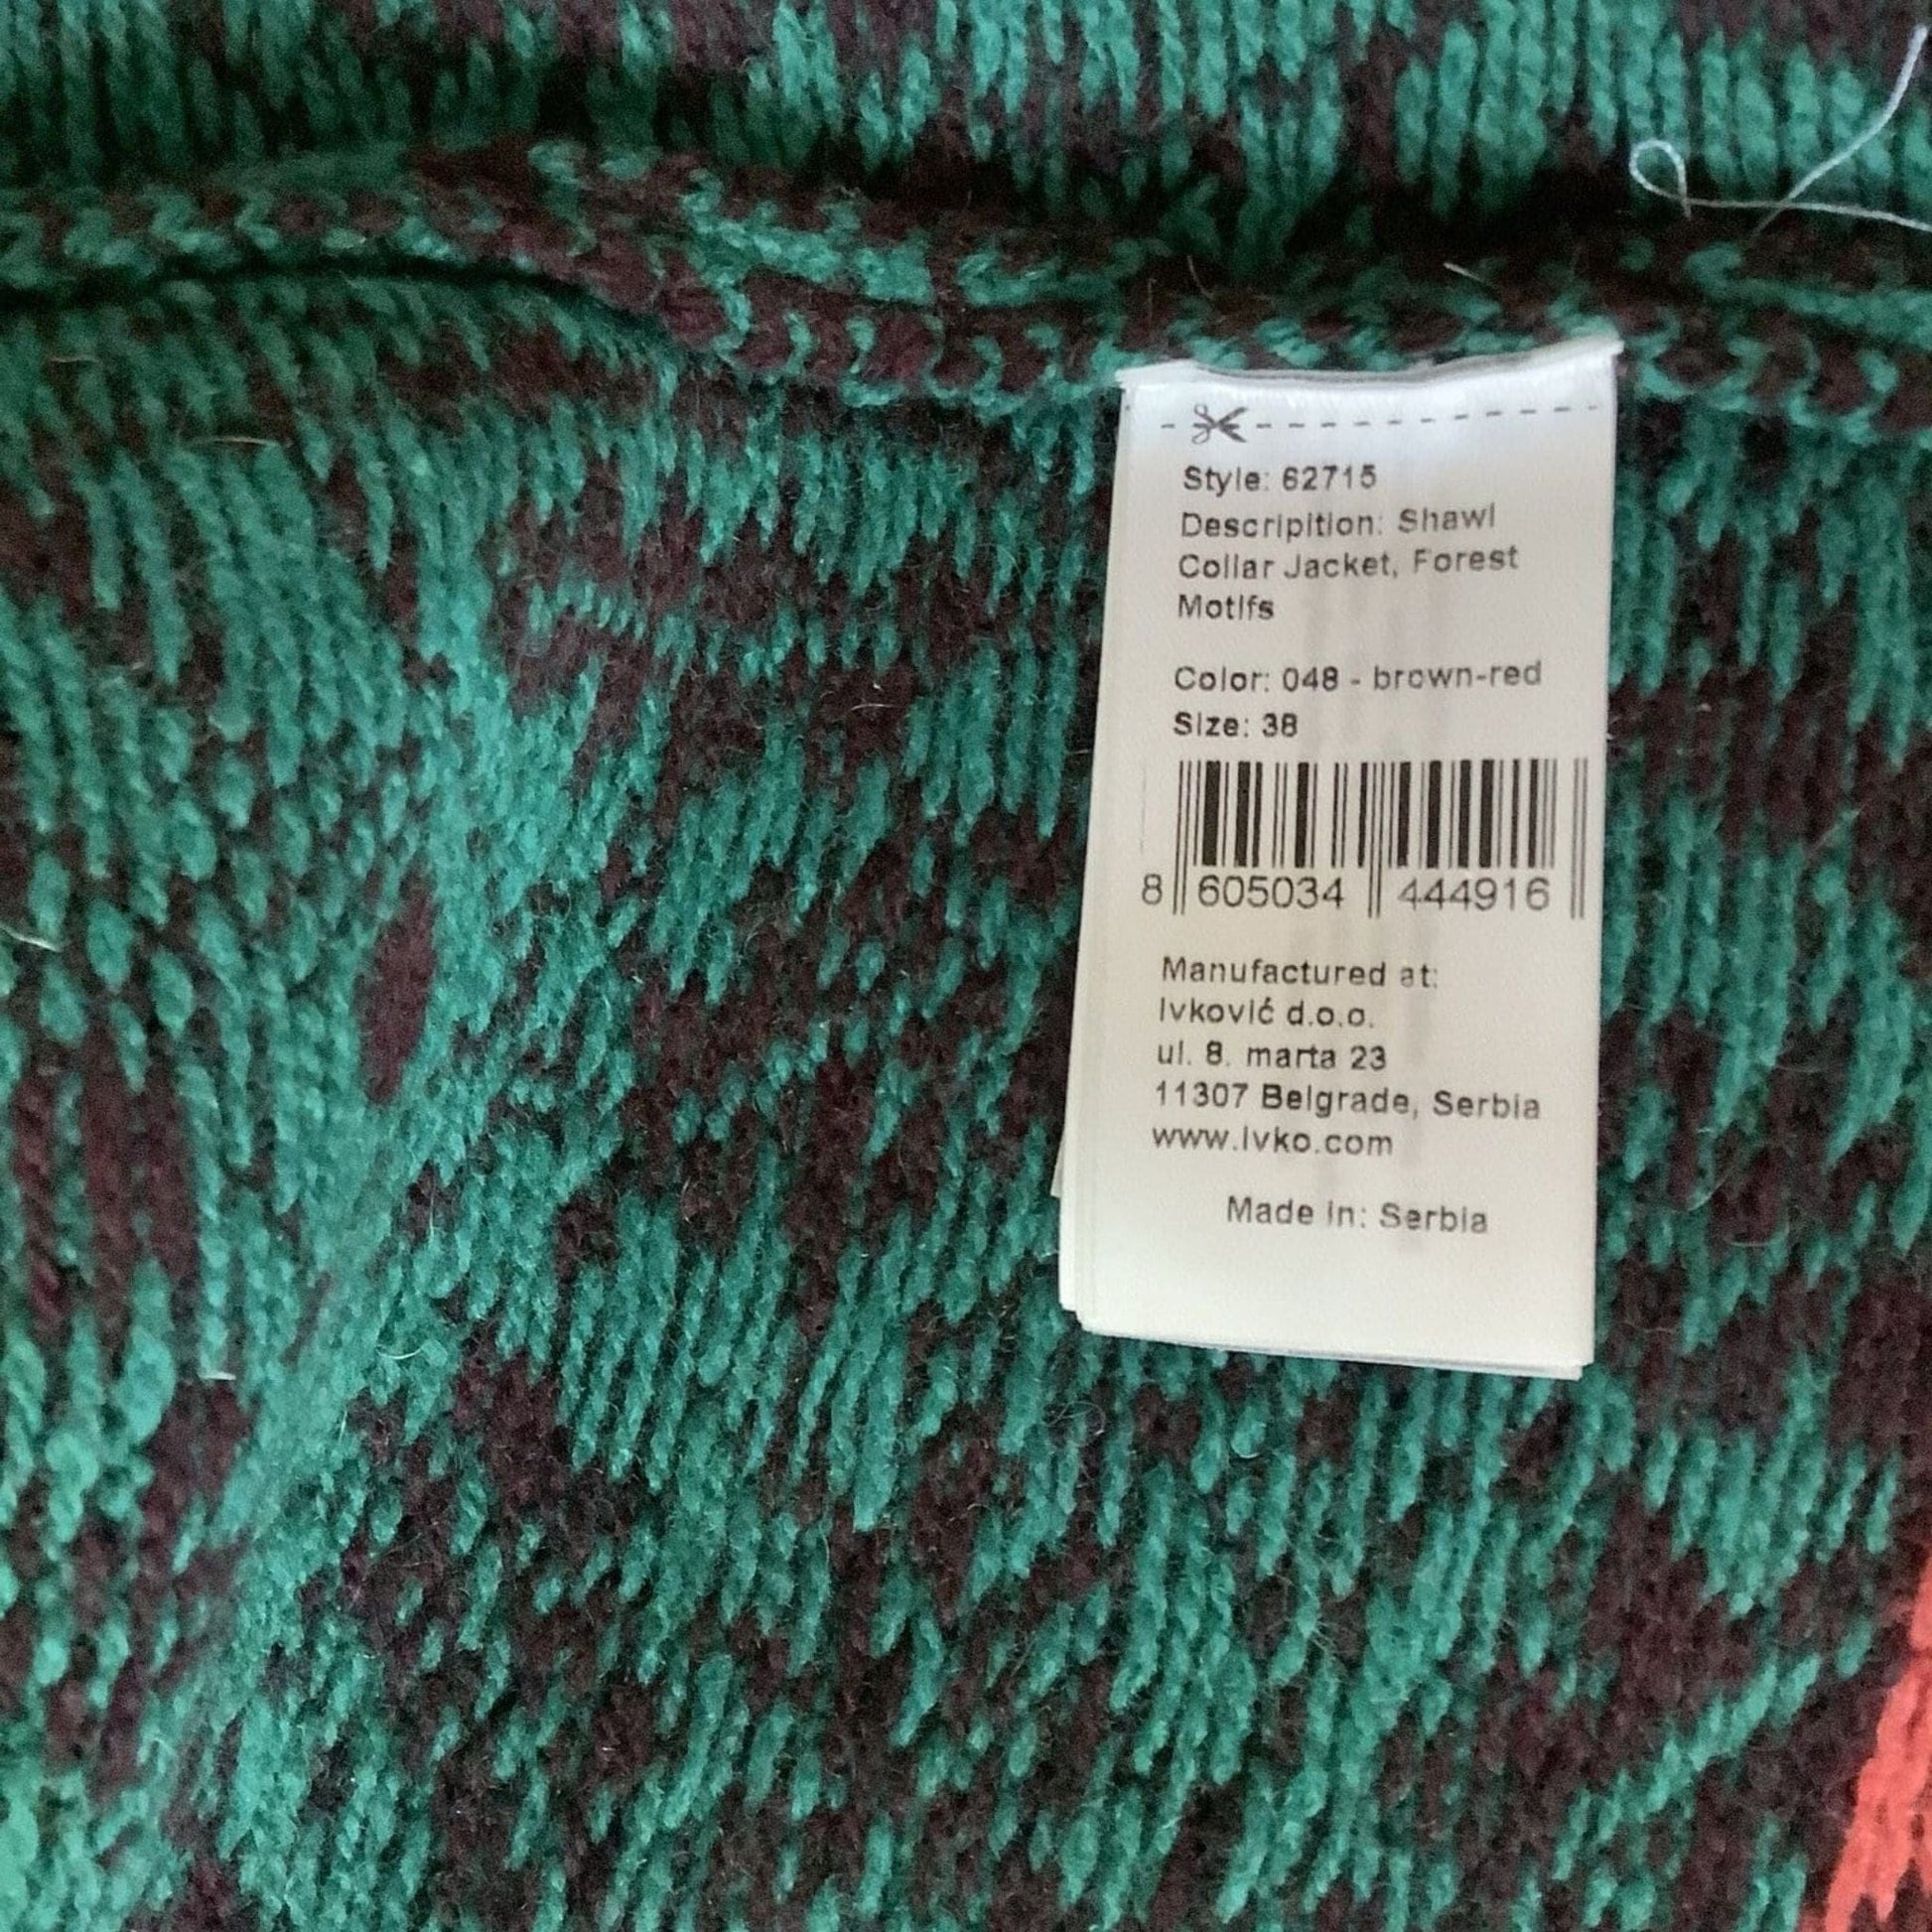 Style: 62715
Descripition: Shawl
Collar Jacket, Forest
Motifs
Color: 048 - brown-red
Size: 38
8 605034 444916
Manufactured at:
Ivković d.o.o.
ul. 8. marta 23
11307 Belgrade, Serbia
www.ivko.com
Made in: Serbia